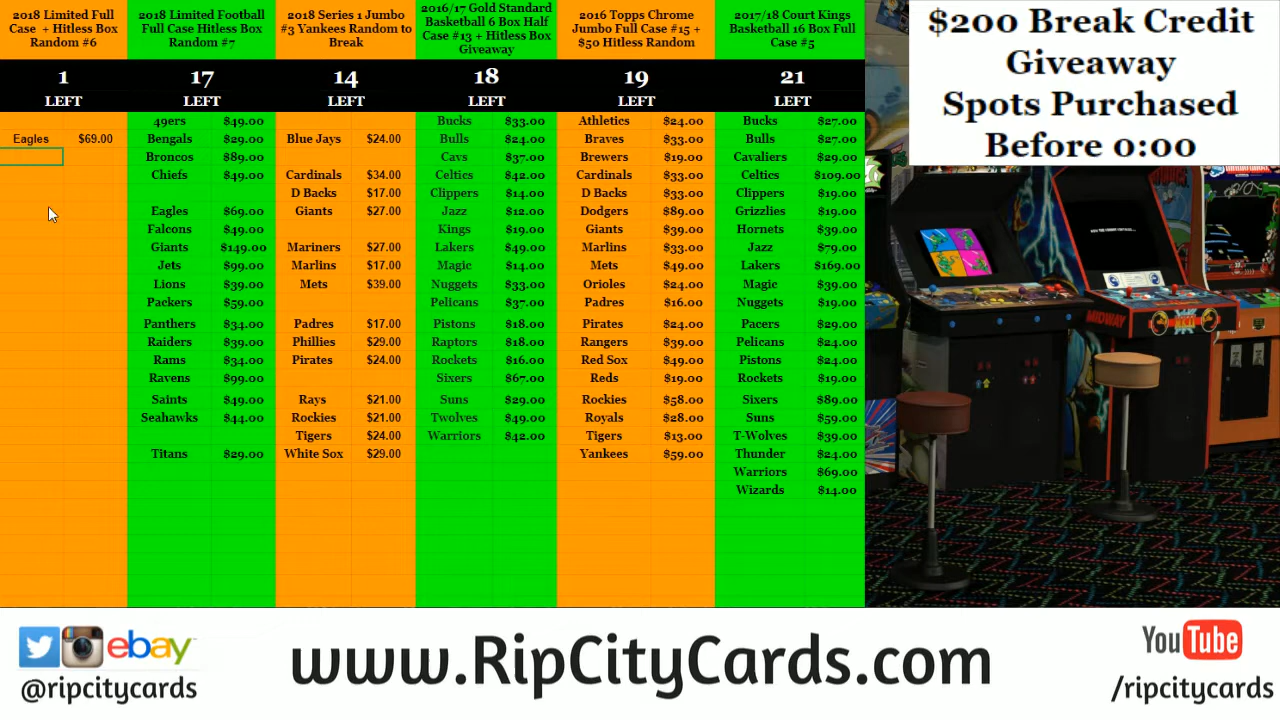 2018 Limited Full
Case + Hitless Box
Random #6
1
LEFT
Eagles $69.00
2018 Limited Football
Full Case Hitless Box
Random #7
17
LEFT
49ers $49.00
Bengals $29.00
Broncos $89.00
Chiefs $49.00
Eagles $69.00
Falcons $49.00
Giants $149.00
Jets $99.00
Lions $39.00
Packers $59.00
Panthers $34.00
Raiders $39.00
Rams $34.00
Ravens $99.00
Saints $49.00
Seahawks $44.00
Titans $29.00
2018 Series 1 Jumbo
#3 Yankees Random to
Break
14
LEFT
Blue Jays $24.00
Cardinals $34.00
D Backs $17.00
Giants $27.00
Mariners $27.00
Marlins $17.00
Mets $39.00
Padres $17.00
Phillies $29.00
Pirates $24.00
Rays $21.00
Rockies $21.00
Tigers $24.00
White Sox $29.00
2016/17 Gold Standard
Basketball 6 Box Half
Case #13 + Hitless Box
Giveaway
18
LEFT
Bucks $33.00
Bulls $24.00
Cavs $37.00
Celtics $42.00
Clippers $14.00
Jazz $12.00
Kings $19.00
Lakers $49.00
Magic $14.00
Nuggets $33.00
Pelicans $37.00
Pistons $18.00
Raptors $18.00
Rockets $16.00
Sixers $67.00
Suns $29.00
Twolves $49.00
Warriors $42.00
2016 Topps Chrome
Jumbo Full Case #15 +
$50 Hitless Random
19
LEFT
Athletics $24.00
Braves $33.00
Brewers $19.00
Cardinals $33.00
D Backs $33.00
Dodgers $89.00
Giants $39.00
Marlins $33.00
Mets $49.00
Orioles $24.00
Padres $16.00
Pirates $24.00
Rangers $39.00
Red Sox $49.00
Reds $19.00
Rockies $58.00
Royals $28.00
Tigers $13.00
Yankees $59.00
2017/18 Court Kings
Basketball 16 Box Full
Case #5
21
LEFT
Bucks $27.00
Bulls $27.00
Cavaliers $29.00
Celtics $109.00
Clippers $19.00
Grizzlies $19.00
Hornets $39.00
Jazz $79.00
Lakers $169.00
Magic $39.00
Nuggets $19.00
Pacers $29.00
Pelicans $24.00
Pistons $24.00
Rockets $19.00
Sixers $89.00
Suns $59.00
T-Wolves $39.00
Thunder $24.00
Warriors $69.00
Wizards $14.00
$200 Break Credit
Giveaway
Spots Purchased
Before 0:00
MIDWAY
ebay
@ripcitycards
www.RipCityCards.com
YouTube
/ripcitycards